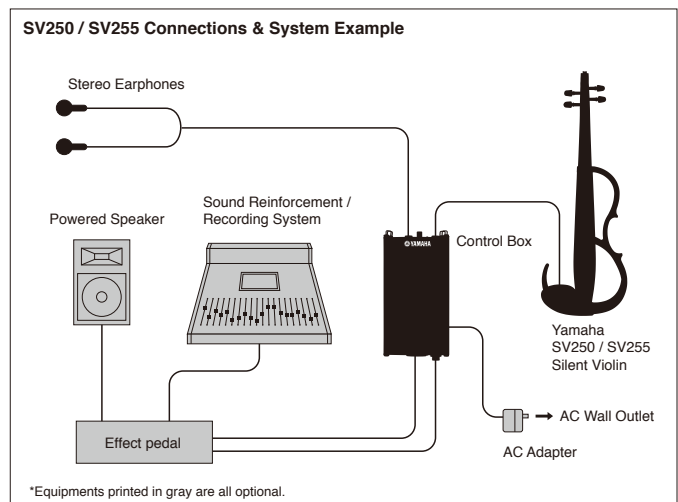 SV250 / SV255 Connections & System Example
Stereo Earphones
Sound Reinforcement /
Recording System
Powered Speaker
YAMAHA
Control Box
Yamaha
SV250 / SV255
Silent Violin
AC Wall Outlet
AC Adapter
Effect pedal
*Equipments printed in gray are all optional.